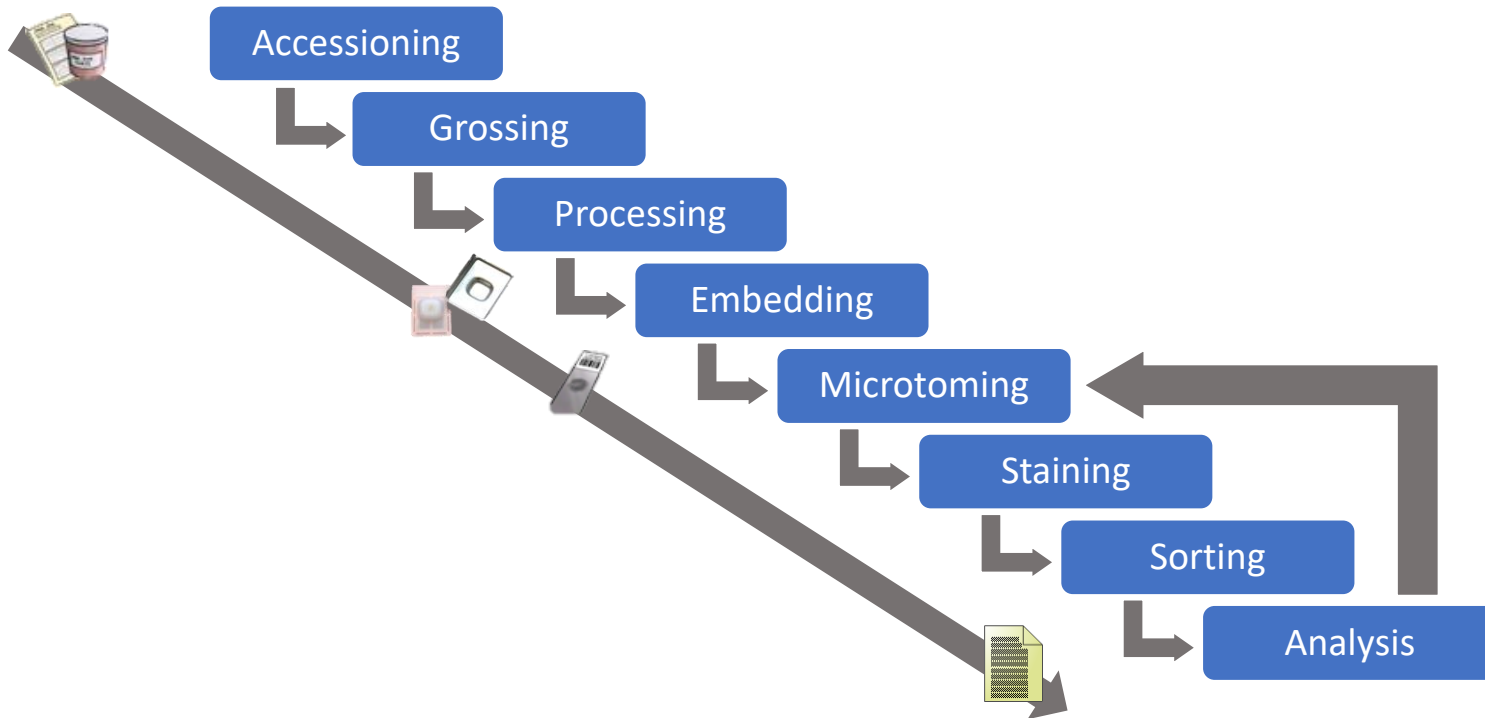 Accessioning
Grossing
Processing
Embedding
Microtoming
Staining
Sorting
Analysis